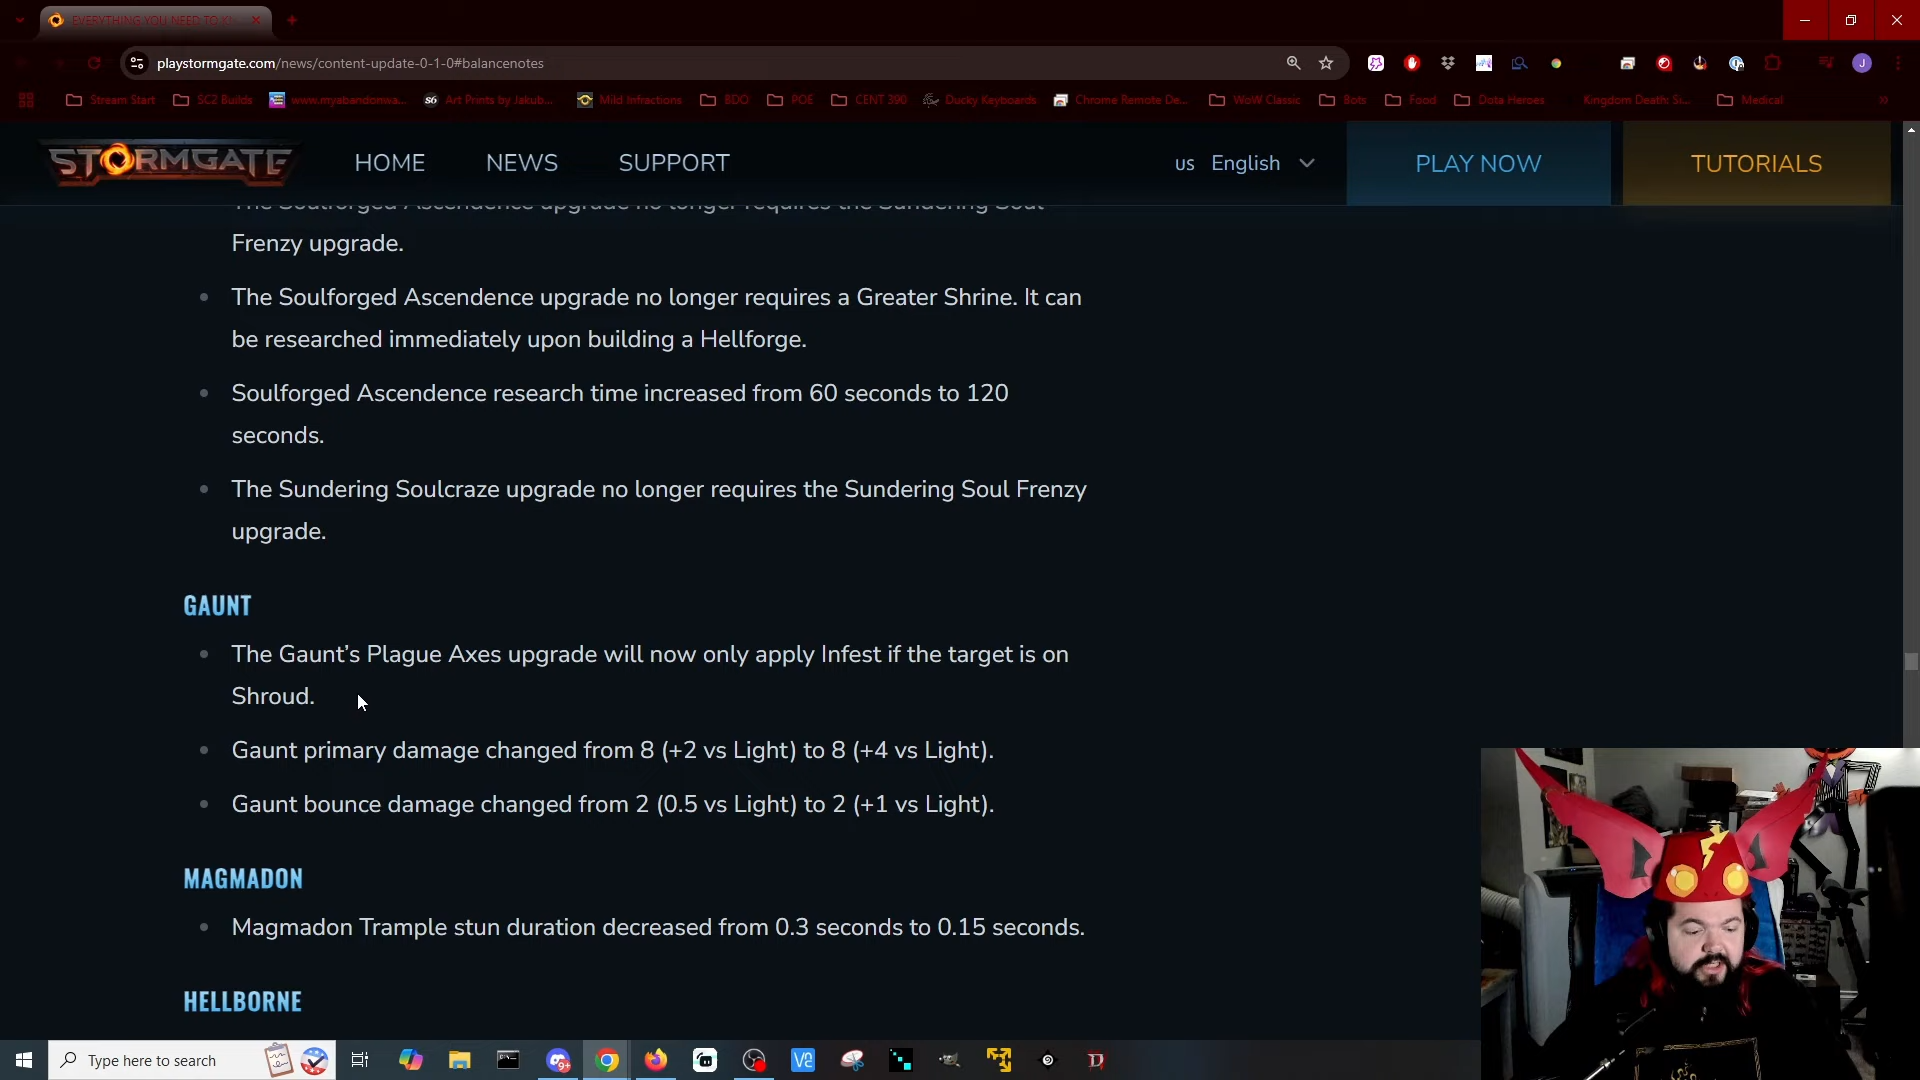 EVERYTHING YOU NEED TO KN
playstormgate.com/news/content-update-0-1-0#balancenotes
J
Stream Start
SC2 Builds
www.myabandonwa...
S6 Art Prints by Jakub...
Mild Infractions
BDO
POE
CENT 390
Ducky Keyboards
Chrome Remote De...
WoW Classic
Bots
Food
Dota Heroes
Kingdom Death: Si...
Medical
STORMGATE
HOME
NEWS
SUPPORT
us English
PLAY NOW
TUTORIALS
The Soulforged Ascendence upgrade no longer requires the Sundering Soul
Frenzy upgrade.
The Soulforged Ascendence upgrade no longer requires a Greater Shrine. It can
be researched immediately upon building a Hellforge.
Soulforged Ascendence research time increased from 60 seconds to 120
seconds.
The Sundering Soulcraze upgrade no longer requires the Sundering Soul Frenzy
upgrade.
GAUNT
The Gaunt’s Plague Axes upgrade will now only apply Infest if the target is on
Shroud.
Gaunt primary damage changed from 8 (+2 vs Light) to 8 (+4 vs Light).
Gaunt bounce damage changed from 2 (0.5 vs Light) to 2 (+1 vs Light).
MAGMADON
Magmadon Trample stun duration decreased from 0.3 seconds to 0.15 seconds.
HELLBORNE
Type here to search
9+